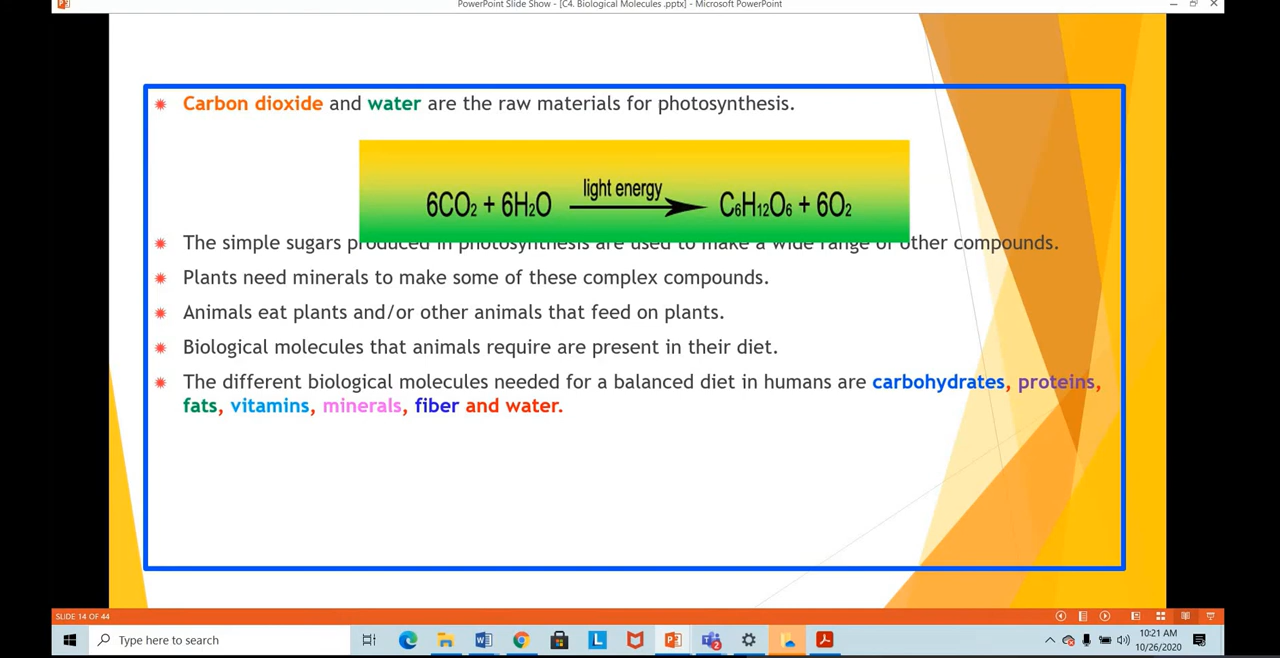 PowerPoint Slide Show - [C4. Biological Molecules .pptx] - Microsoft PowerPoint
Carbon dioxide and water are the raw materials for photosynthesis.
light energy
6CO₂ + 6H₂O → C₆H₁₂O₆ + 6O₂
The simple sugars produced in photosynthesis are used to make a wide range of other compounds.
Plants need minerals to make some of these complex compounds.
Animals eat plants and/or other animals that feed on plants.
Biological molecules that animals require are present in their diet.
The different biological molecules needed for a balanced diet in humans are carbohydrates, proteins,
fats, vitamins, minerals, fiber and water.
SLIDE 14 OF 44
Type here to search
10:21 AM
10/26/2020